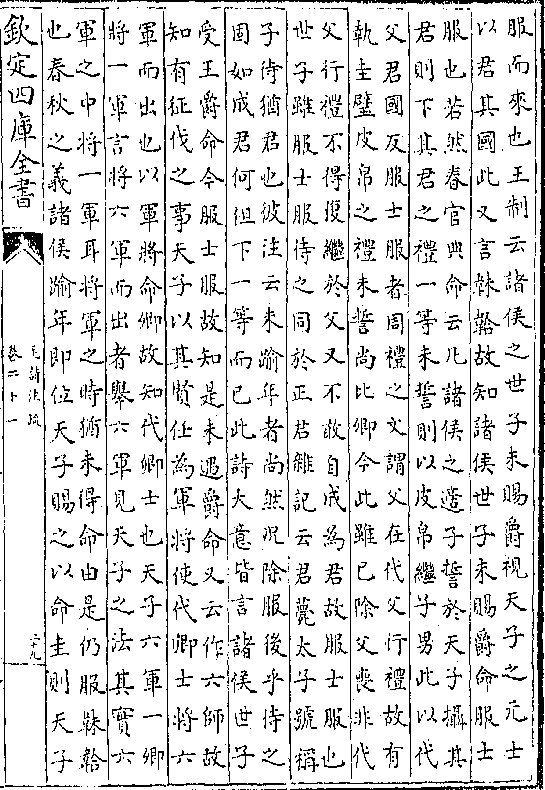 服而來也王制云諸侯之世子未賜爵視天子之元士
以君其國此又言韎韐故知諸侯世子未賜爵命服士
服也若然春官典命云凡諸侯之適子誓於天子攝其
君則下其君之禮一等未誓則以皮帛繼子男此以代
父君國反服士服者周禮之文謂父在代父行禮故有
執圭璧皮帛之禮未誓尚比卿今此雖已除父喪非代
父行禮不得復繼於父又不敢自成為君故服士服也
世子雖服士服待之同於正君雜記云君薨太子號稱
子待猶君也彼注云未踰年者尚然況除服後乎待之
固如成君何但下一等而已此詩大意皆言諸侯世子
受王爵命今服士服故知是未遇爵命又云作六師故
知有征伐之事天子以其賢任為軍將使代卿士將六
軍而出也以軍將命卿故知代卿士也天子六軍一卿
將一軍言將六軍而出者舉六軍見天子之法其實六
軍之中將一軍耳將軍之時猶未得命由是仍服韎韐
也春秋之義諸侯踰年即位天子賜之以命圭則天子
欽定四庫全書
毛詩注疏
卷二十一
二十九